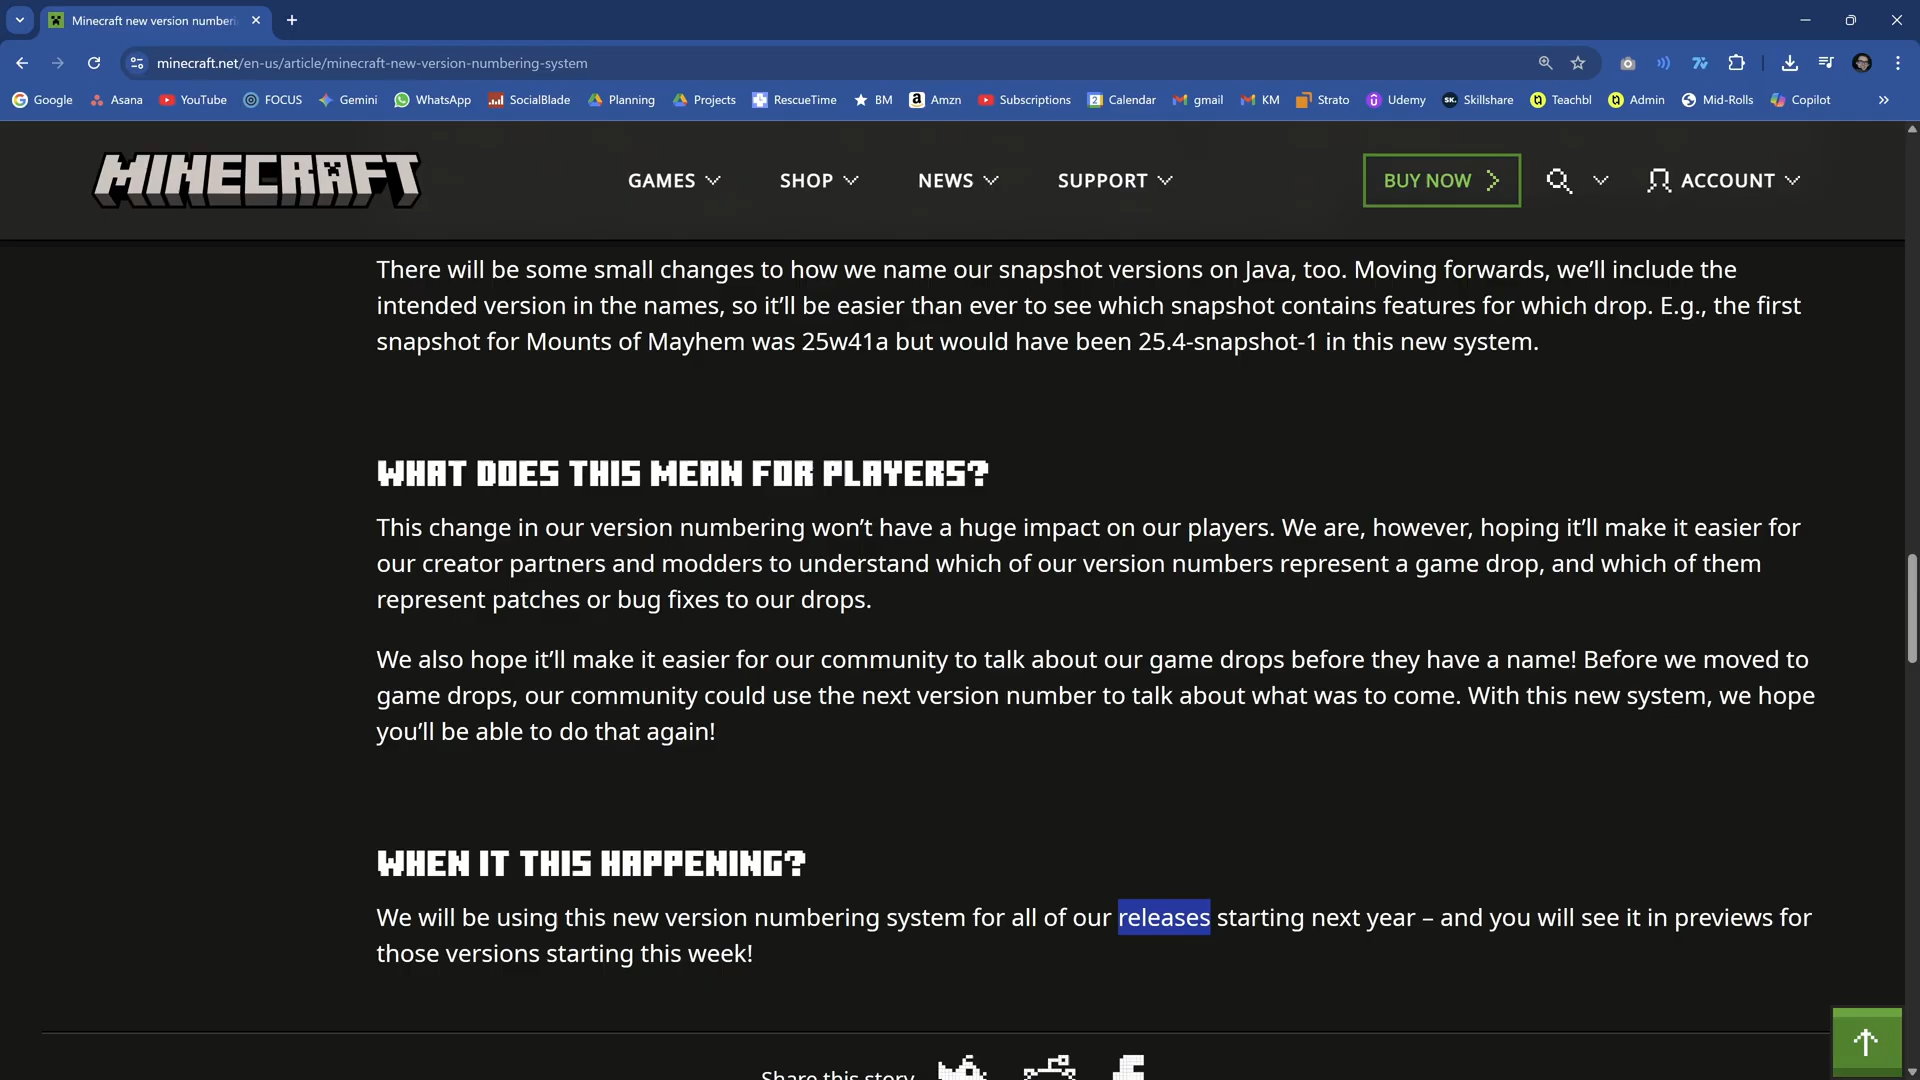 Minecraft new version numberi
minecraft.net/en-us/article/minecraft-new-version-numbering-system
Google Asana YouTube FOCUS Gemini WhatsApp SocialBlade Planning Projects RescueTime BM Amzn Subscriptions Calendar gmail KM Strato Udemy Skillshare Teachbl Admin Mid-Rolls Copilot
MINECRAFT GAMES SHOP NEWS SUPPORT BUY NOW ACCOUNT
There will be some small changes to how we name our snapshot versions on Java, too. Moving forwards, we’ll include the
intended version in the names, so it’ll be easier than ever to see which snapshot contains features for which drop. E.g., the first
snapshot for Mounts of Mayhem was 25w41a but would have been 25.4-snapshot-1 in this new system.
WHAT DOES THIS MEAN FOR PLAYERS?
This change in our version numbering won’t have a huge impact on our players. We are, however, hoping it’ll make it easier for
our creator partners and modders to understand which of our version numbers represent a game drop, and which of them
represent patches or bug fixes to our drops.
We also hope it’ll make it easier for our community to talk about our game drops before they have a name! Before we moved to
game drops, our community could use the next version number to talk about what was to come. With this new system, we hope
you’ll be able to do that again!
WHEN IT THIS HAPPENING?
We will be using this new version numbering system for all of our releases starting next year – and you will see it in previews for
those versions starting this week!
Share this story